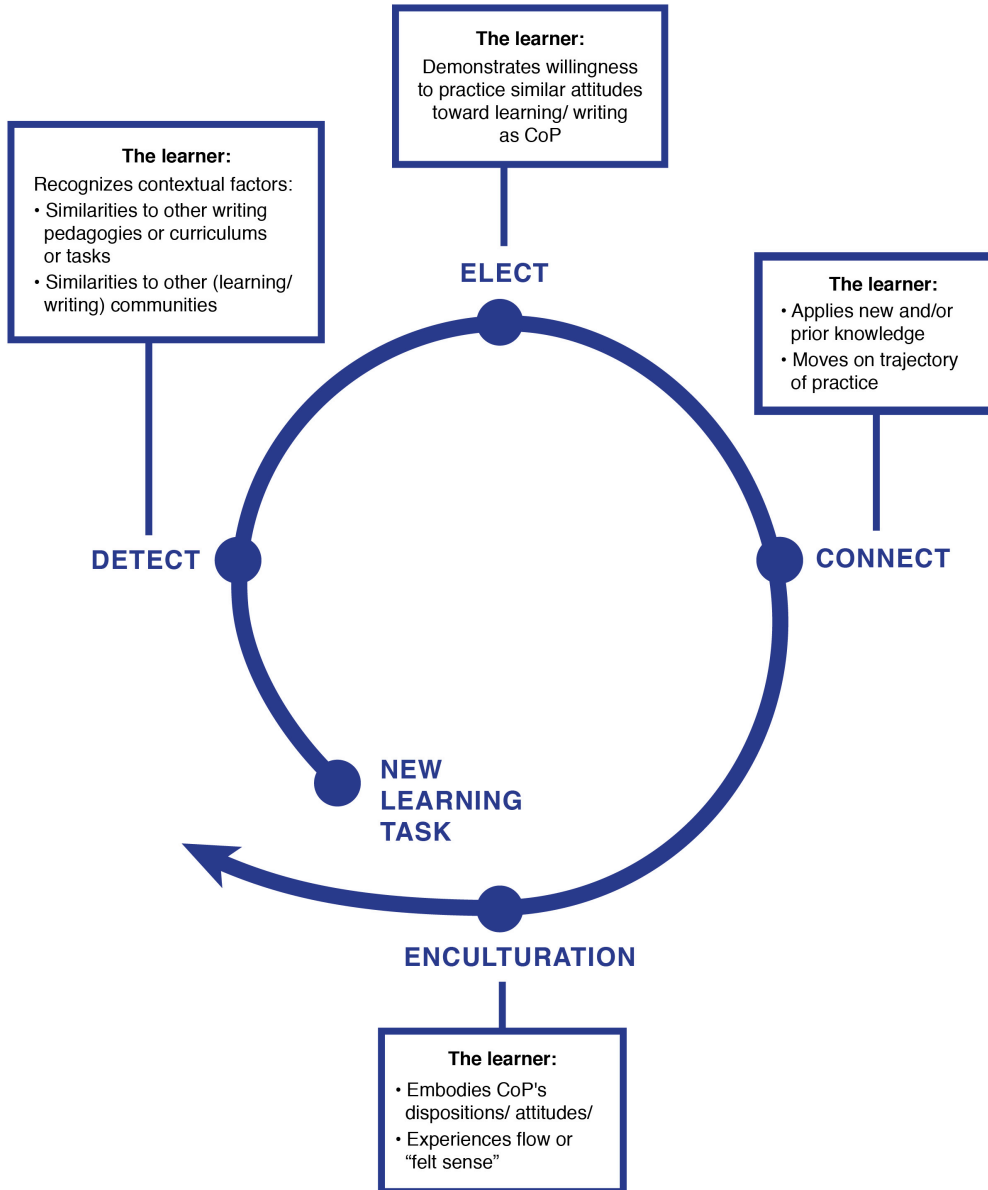 The learner:
Demonstrates willingness
to practice similar attitudes
toward learning/ writing
as CoP
The learner:
Recognizes contextual factors:
• Similarities to other writing
pedagogies or curriculums
or tasks
• Similarities to other (learning/
writing) communities
ELECT
The learner:
• Applies new and/or
prior knowledge
• Moves on trajectory
of practice
DETECT
CONNECT
NEW
LEARNING
TASK
ENCULTURATION
The learner:
• Embodies CoP's
dispositions/ attitudes/
• Experiences flow or
“felt sense”